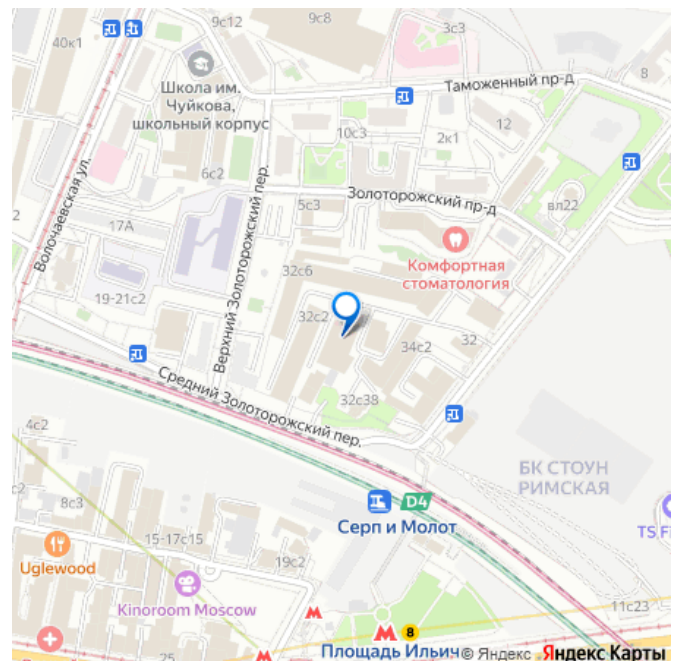 9с12
9с8
3с3
40к1
8
Школа им.
Чуйкова,
школьный корпус
Таможенный пр-д
10с3
2к1
12
Волочаевская ул.
6с2
Верхний Золоторожский пер.
Золоторожский пр-д
вл22
5с3
2
17А
Комфортная
стоматология
32с6
19-21с2
32с2
34с2
32
Средний Золоторожский пер.
32с38
4с2
БК СТОУН
РИМСКАЯ
с2
8с3
D4
Серп и Молот
15-17с15
TS F
Uglewood
19с2
Kinoroom Moscow
11с23
8
Площадь Ильич
© Яндекс Яндекс Карты